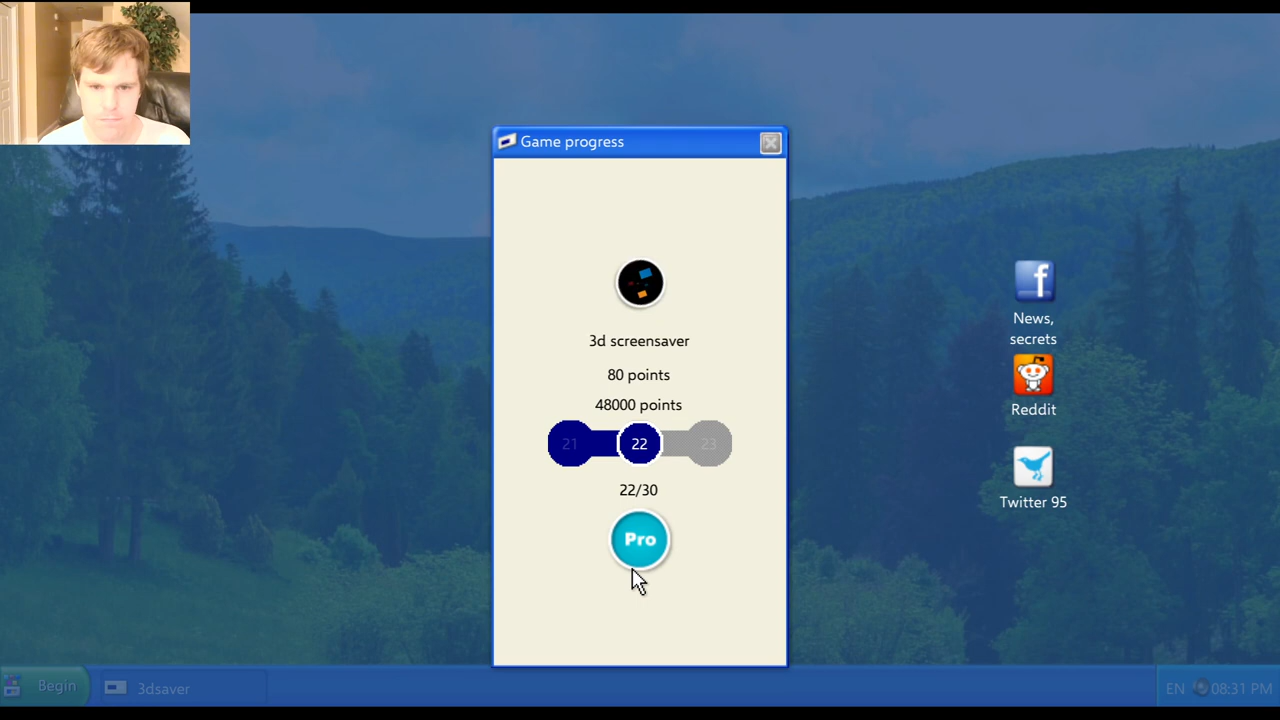 Game progress
3d screensaver
80 points
48000 points
21 22 23
22/30
Pro
News,
secrets
Reddit
Twitter 95
Begin
3dsaver
EN 08:31 PM